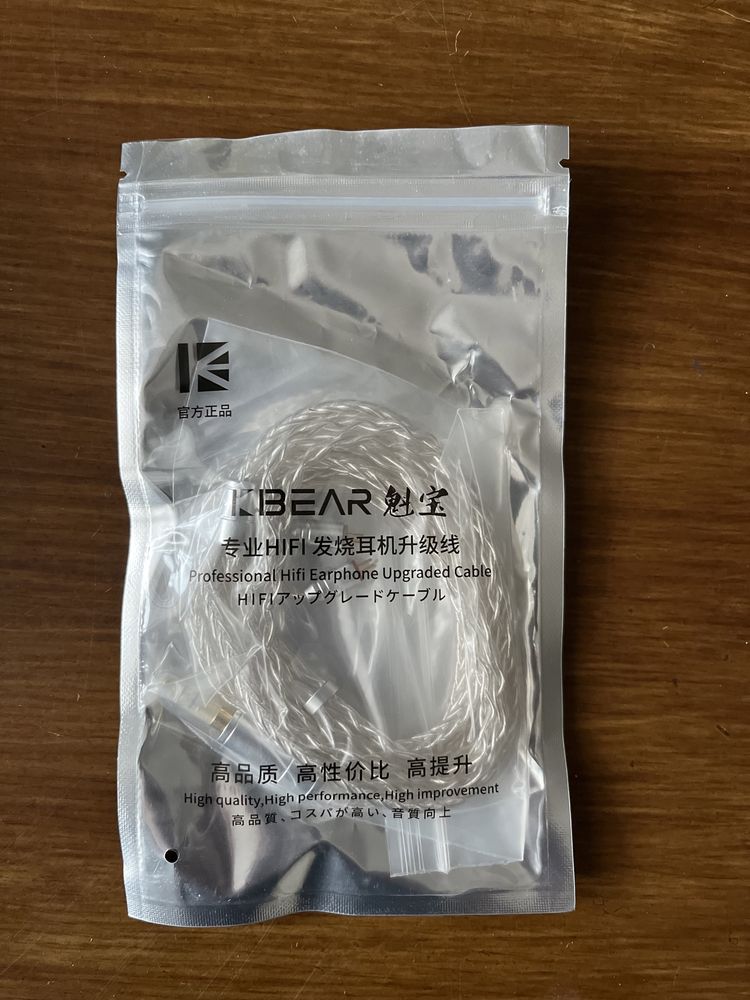 官方正品
KBEAR 魁宝
专业HIFI 发烧耳机升级线
Professional Hifi Earphone Upgraded Cable
HIFIアップグレードケーブル
高品质 高性价比 高提升
High quality,High performance,High improvement
高品質、コスパが高い、音質向上